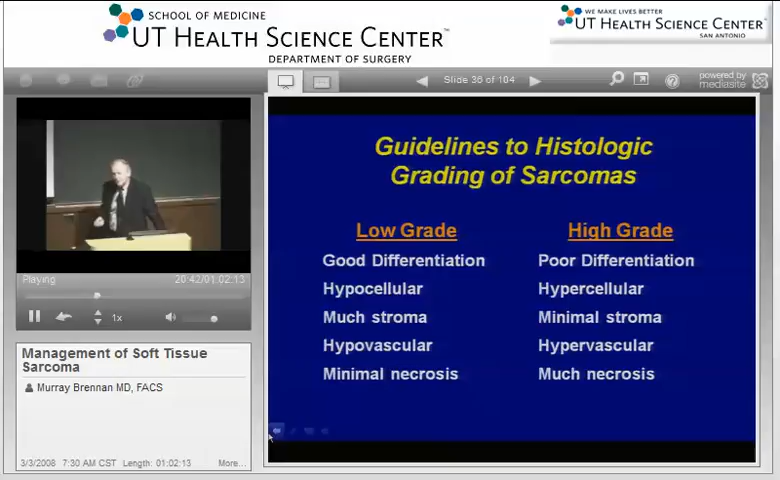 SCHOOL OF MEDICINE
UT HEALTH SCIENCE CENTER™
DEPARTMENT OF SURGERY
WE MAKE LIVES BETTER
UT HEALTH SCIENCE CENTER™
SAN ANTONIO
Slide 36 of 104
powered by
mediasite
Playing
20:42/01:02:13
1x
Management of Soft Tissue
Sarcoma
Murray Brennan MD, FACS
3/3/2008 7:30 AM CST Length: 01:02:13 More...
Guidelines to Histologic
Grading of Sarcomas
Low Grade High Grade
Good Differentiation Poor Differentiation
Hypocellular Hypercellular
Much stroma Minimal stroma
Hypovascular Hypervascular
Minimal necrosis Much necrosis